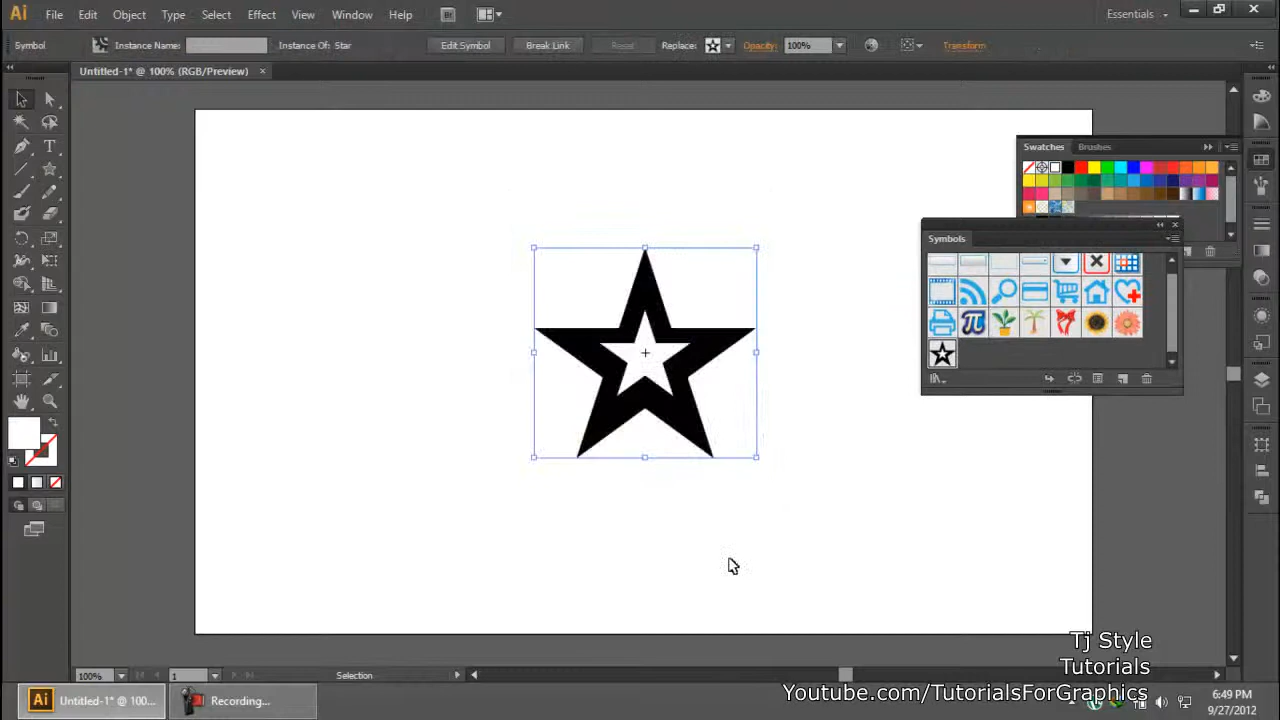 Ai File Edit Object Type Select Effect View Window Help Br Essentials
Symbol Instance Name: Instance Of: Star Edit Symbol Break Link Reset Replace: Opacity: 100% Transform
Untitled-1* @ 100% (RGB/Preview)
Swatches Brushes
Symbols
100% 1 Selection
Tj Style
Tutorials
Youtube.com/TutorialsForGraphics
Ai Untitled-1* @ 100... Recording...
6:49 PM
9/27/2012